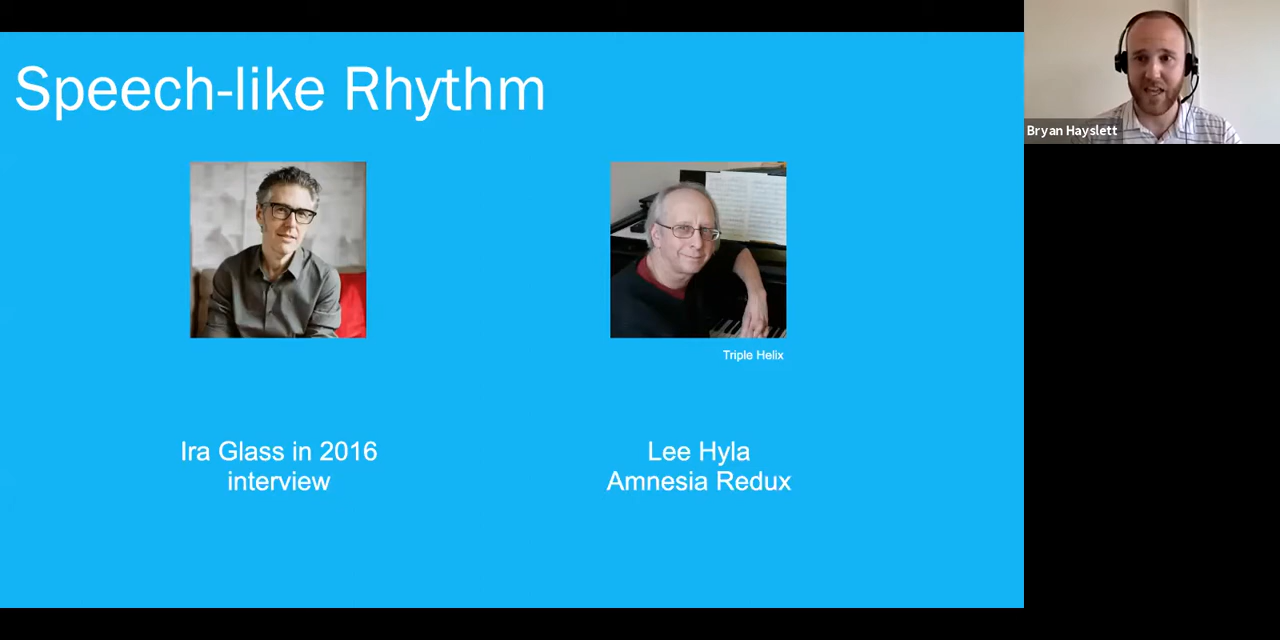 Speech-like Rhythm
Bryan Hayslett
Triple Helix
Ira Glass in 2016
interview
Lee Hyla
Amnesia Redux